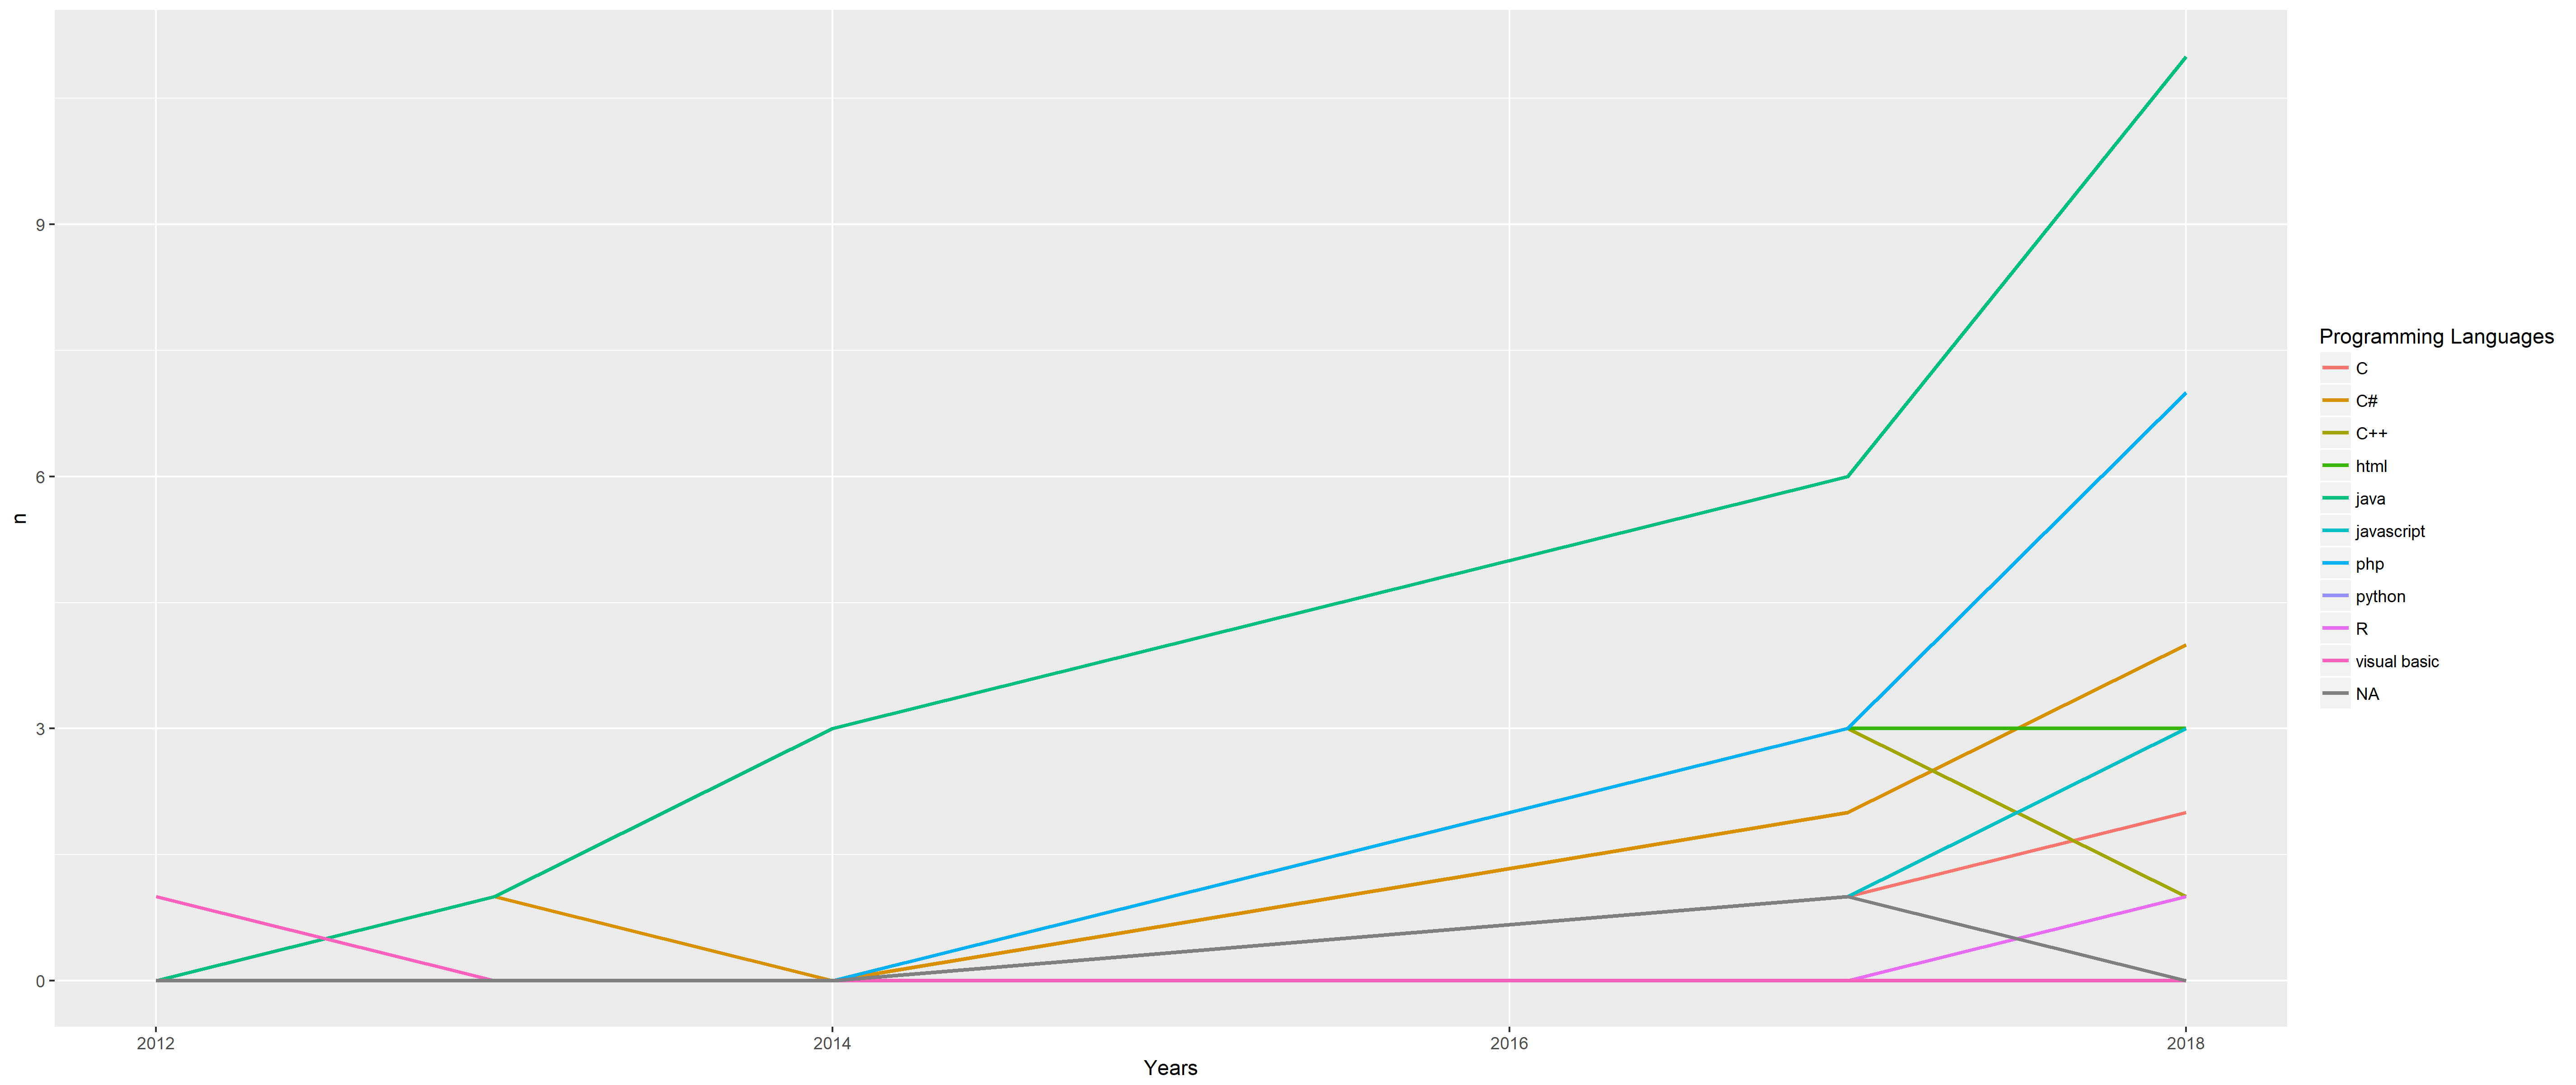 9
6
3
0
n
2012
2014
2016
2018
Years
Programming Languages
C
C#
C++
html
java
javascript
php
python
R
visual basic
NA